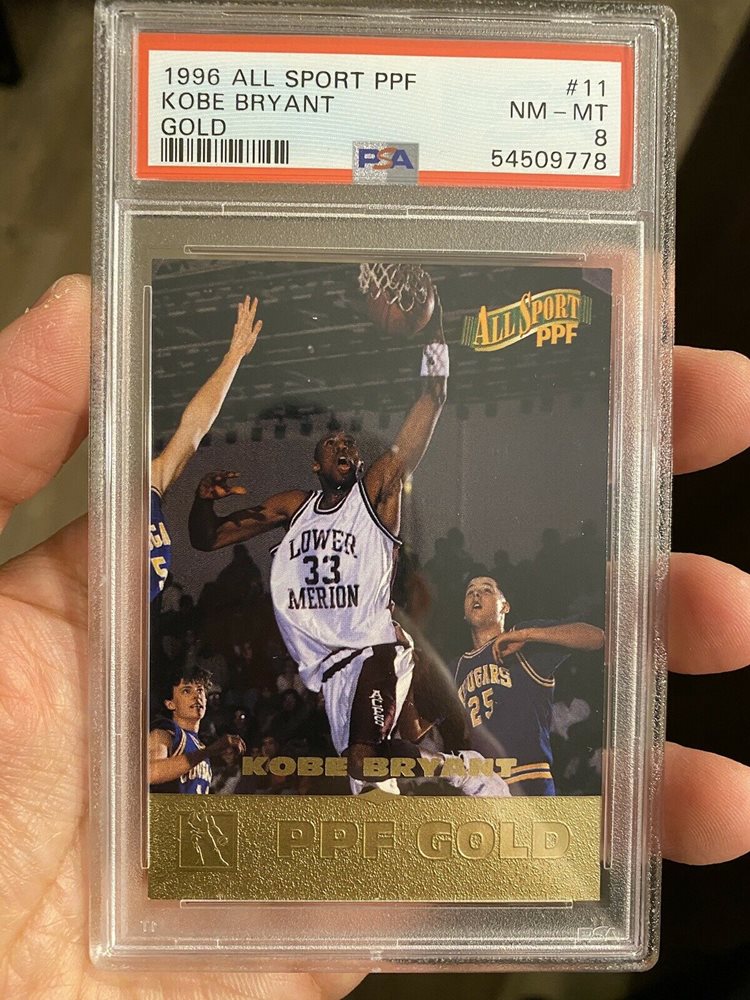 1996 ALL SPORT PPF #11
KOBE BRYANT NM-MT
GOLD 8
PSA 54509778
ALL SPORT
PPF
LOWER
33
MERION
ACES
COUGARS
25
KOBE BRYANT
PPF GOLD